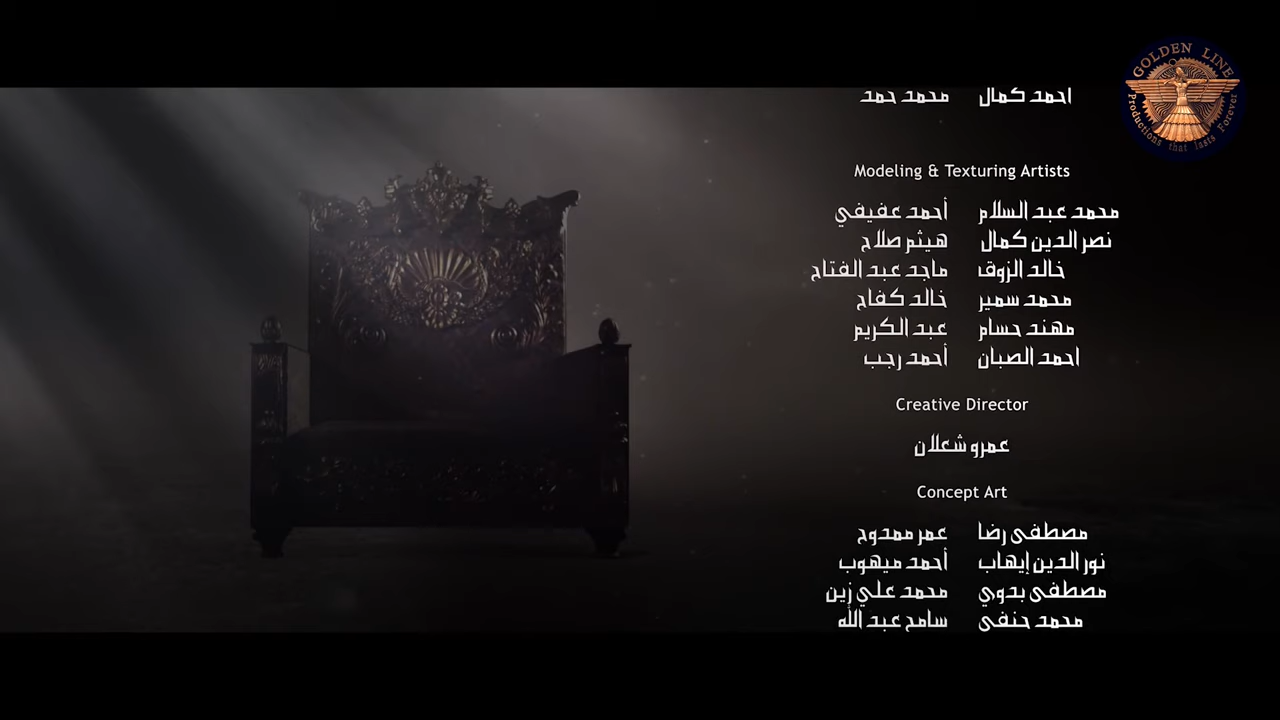 GOLDEN LINE
Productions that lasts Forever
احمد كمال محمد حمد
Modeling & Texturing Artists
محمد عبد السلام أحمد عفيفي
نصر الدين كمال هيثم صلاح
خالد الزوق ماجد عبد الفتاح
محمد سمير خالد كفاح
مهند حسام عبد الكريم
احمد الصبان أحمد رجب
Creative Director
عمرو شعلان
Concept Art
مصطفى رضا عمر ممدوح
نور الدين إيهاب أحمد ميهوب
مصطفى بدوي محمد علي زين
محمد حنفى سامح عبد الله